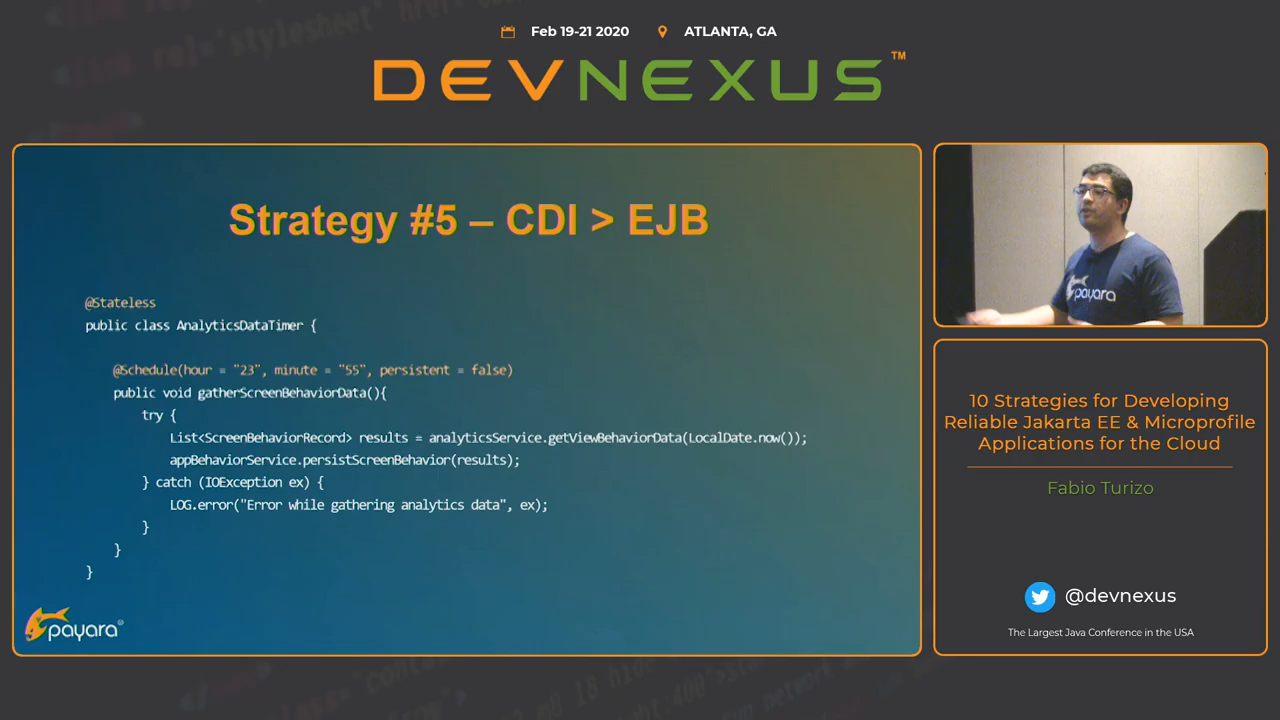 Feb 19-21 2020
ATLANTA, GA
DEVNEXUS™
Strategy #5 – CDI > EJB
@Stateless
public class AnalyticsDataTimer {
@Schedule(hour = "23", minute = "55", persistent = false)
public void gatherScreenBehaviorData(){
try {
List<ScreenBehaviorRecord> results = analyticsService.getViewBehaviorData(LocalDate.now());
appBehaviorService.persistScreenBehavior(results);
} catch (IOException ex) {
LOG.error("Error while gathering analytics data", ex);
}
}
}
payara®
payara
10 Strategies for Developing
Reliable Jakarta EE & Microprofile
Applications for the Cloud
Fabio Turizo
@devnexus
The Largest Java Conference in the USA